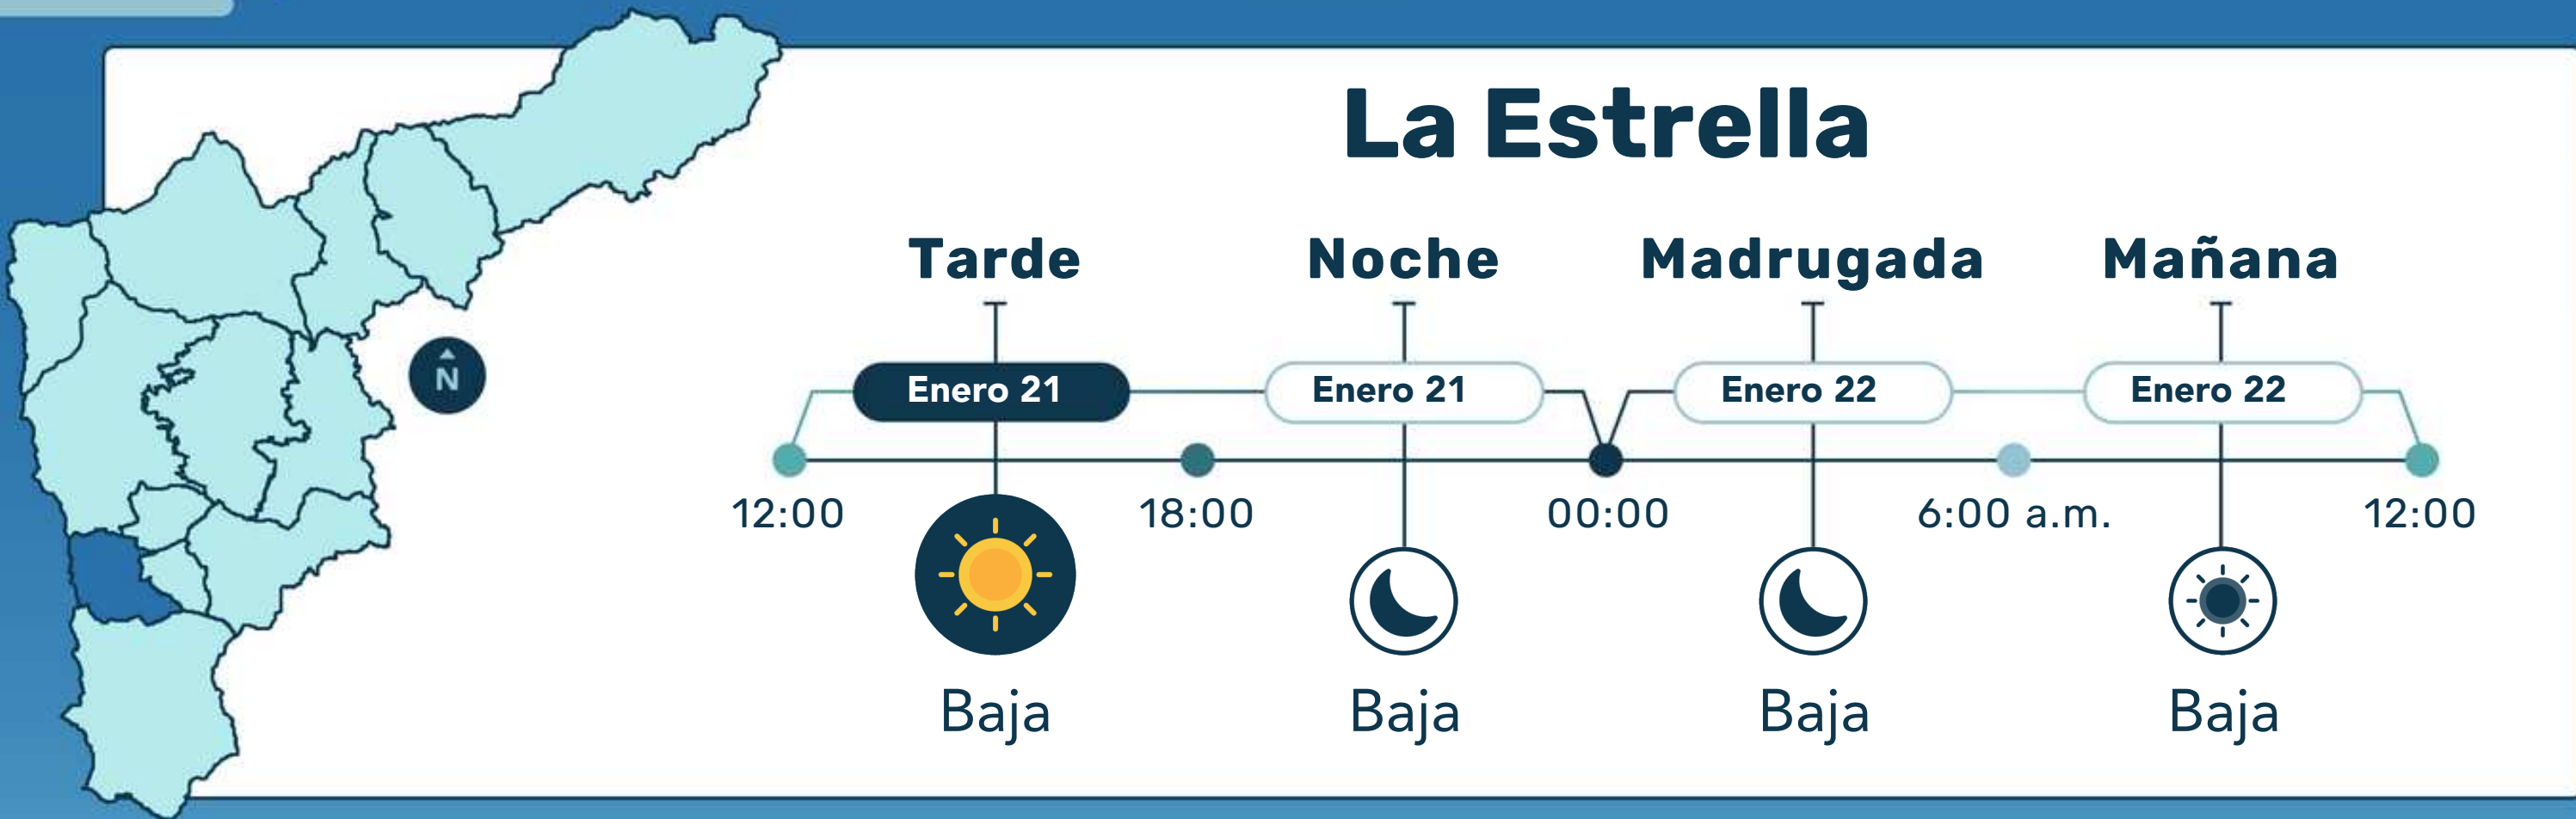 La Estrella
Tarde Noche Madrugada Mañana
N
Enero 21 Enero 21 Enero 22 Enero 22
12:00 18:00 00:00 6:00 a.m. 12:00
Baja Baja Baja Baja